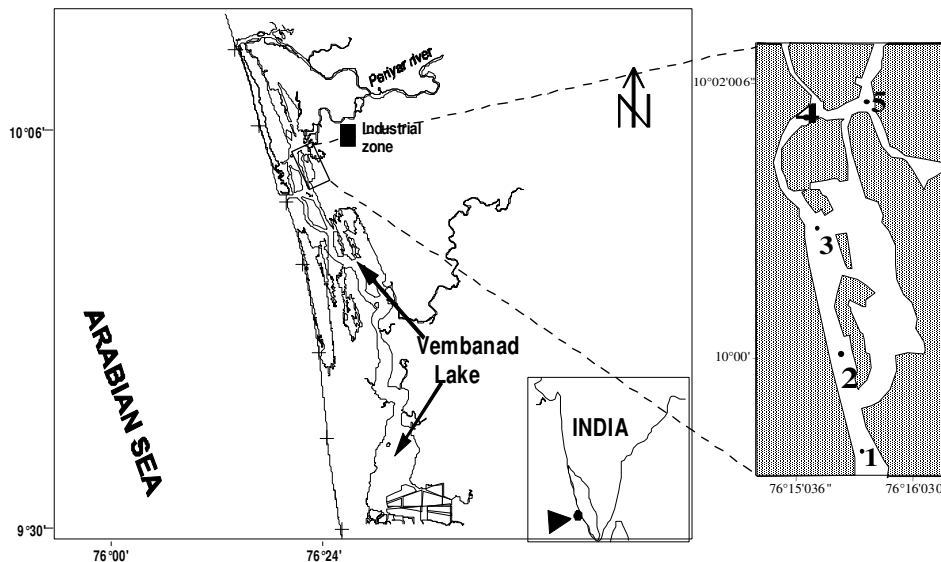 Periyar river
10°06'
Industrial
zone
N
ARABIAN SEA
Vembanad
Lake
INDIA
9°30'
76°00'
76°24'
10°02'006"
5
4
3
10°00'
2
1
76°15'036"
76°16'030